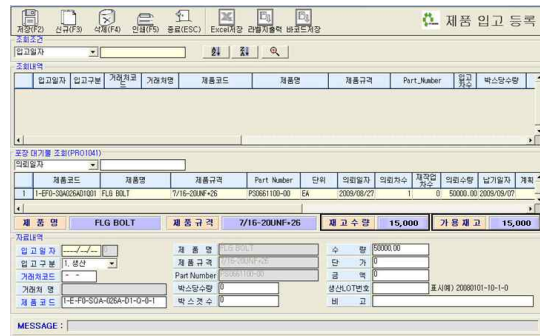 저장(F2) 신규(F3) 삭제(F4) 인쇄(F5) 종료(ESC) Excel저장 라벨지출력 바코드저장
제품 입고 등록
조회조건
입고일자
조회내역
입고일자 입고구분 거래처코드 거래처명 제품코드 제품명 제품규격 Part_Number 입고차수 박스당수량
포장 대기물 조회(PRO1041)
의뢰일자
제품코드 제품명 제품규격 Part Number 단위 의뢰일자 의뢰차수 재작업차수 의뢰수량 납기일자 계획
1 FLG BOLT 7/16-20UNF*26 PS0661100-00 EA 2009/08/27 1 0 50000.00 2009/09/07
제 품 명 FLG BOLT 제 품 규 격 7/16-20UNF*26 재 고 수 량 15,000 가 용 재 고 15,000
자료내역
입 고 일 자 제 품 명 FLG BOLT 수 량 50000.00
입 고 구 분 1. 생산 제 품 규 격 7/16-20UNF*26 단 가 0
거래처코드 - - Part Number PS0661100-00 금 액 0
거래처 명 박스당수량 0 생산LOT번호 표시예) 20080101-10-1-0
제 품 코 드 1-E-F0-SQA-026A-D1-0-0-1 박 스 갯 수 0 비 고
MESSAGE :